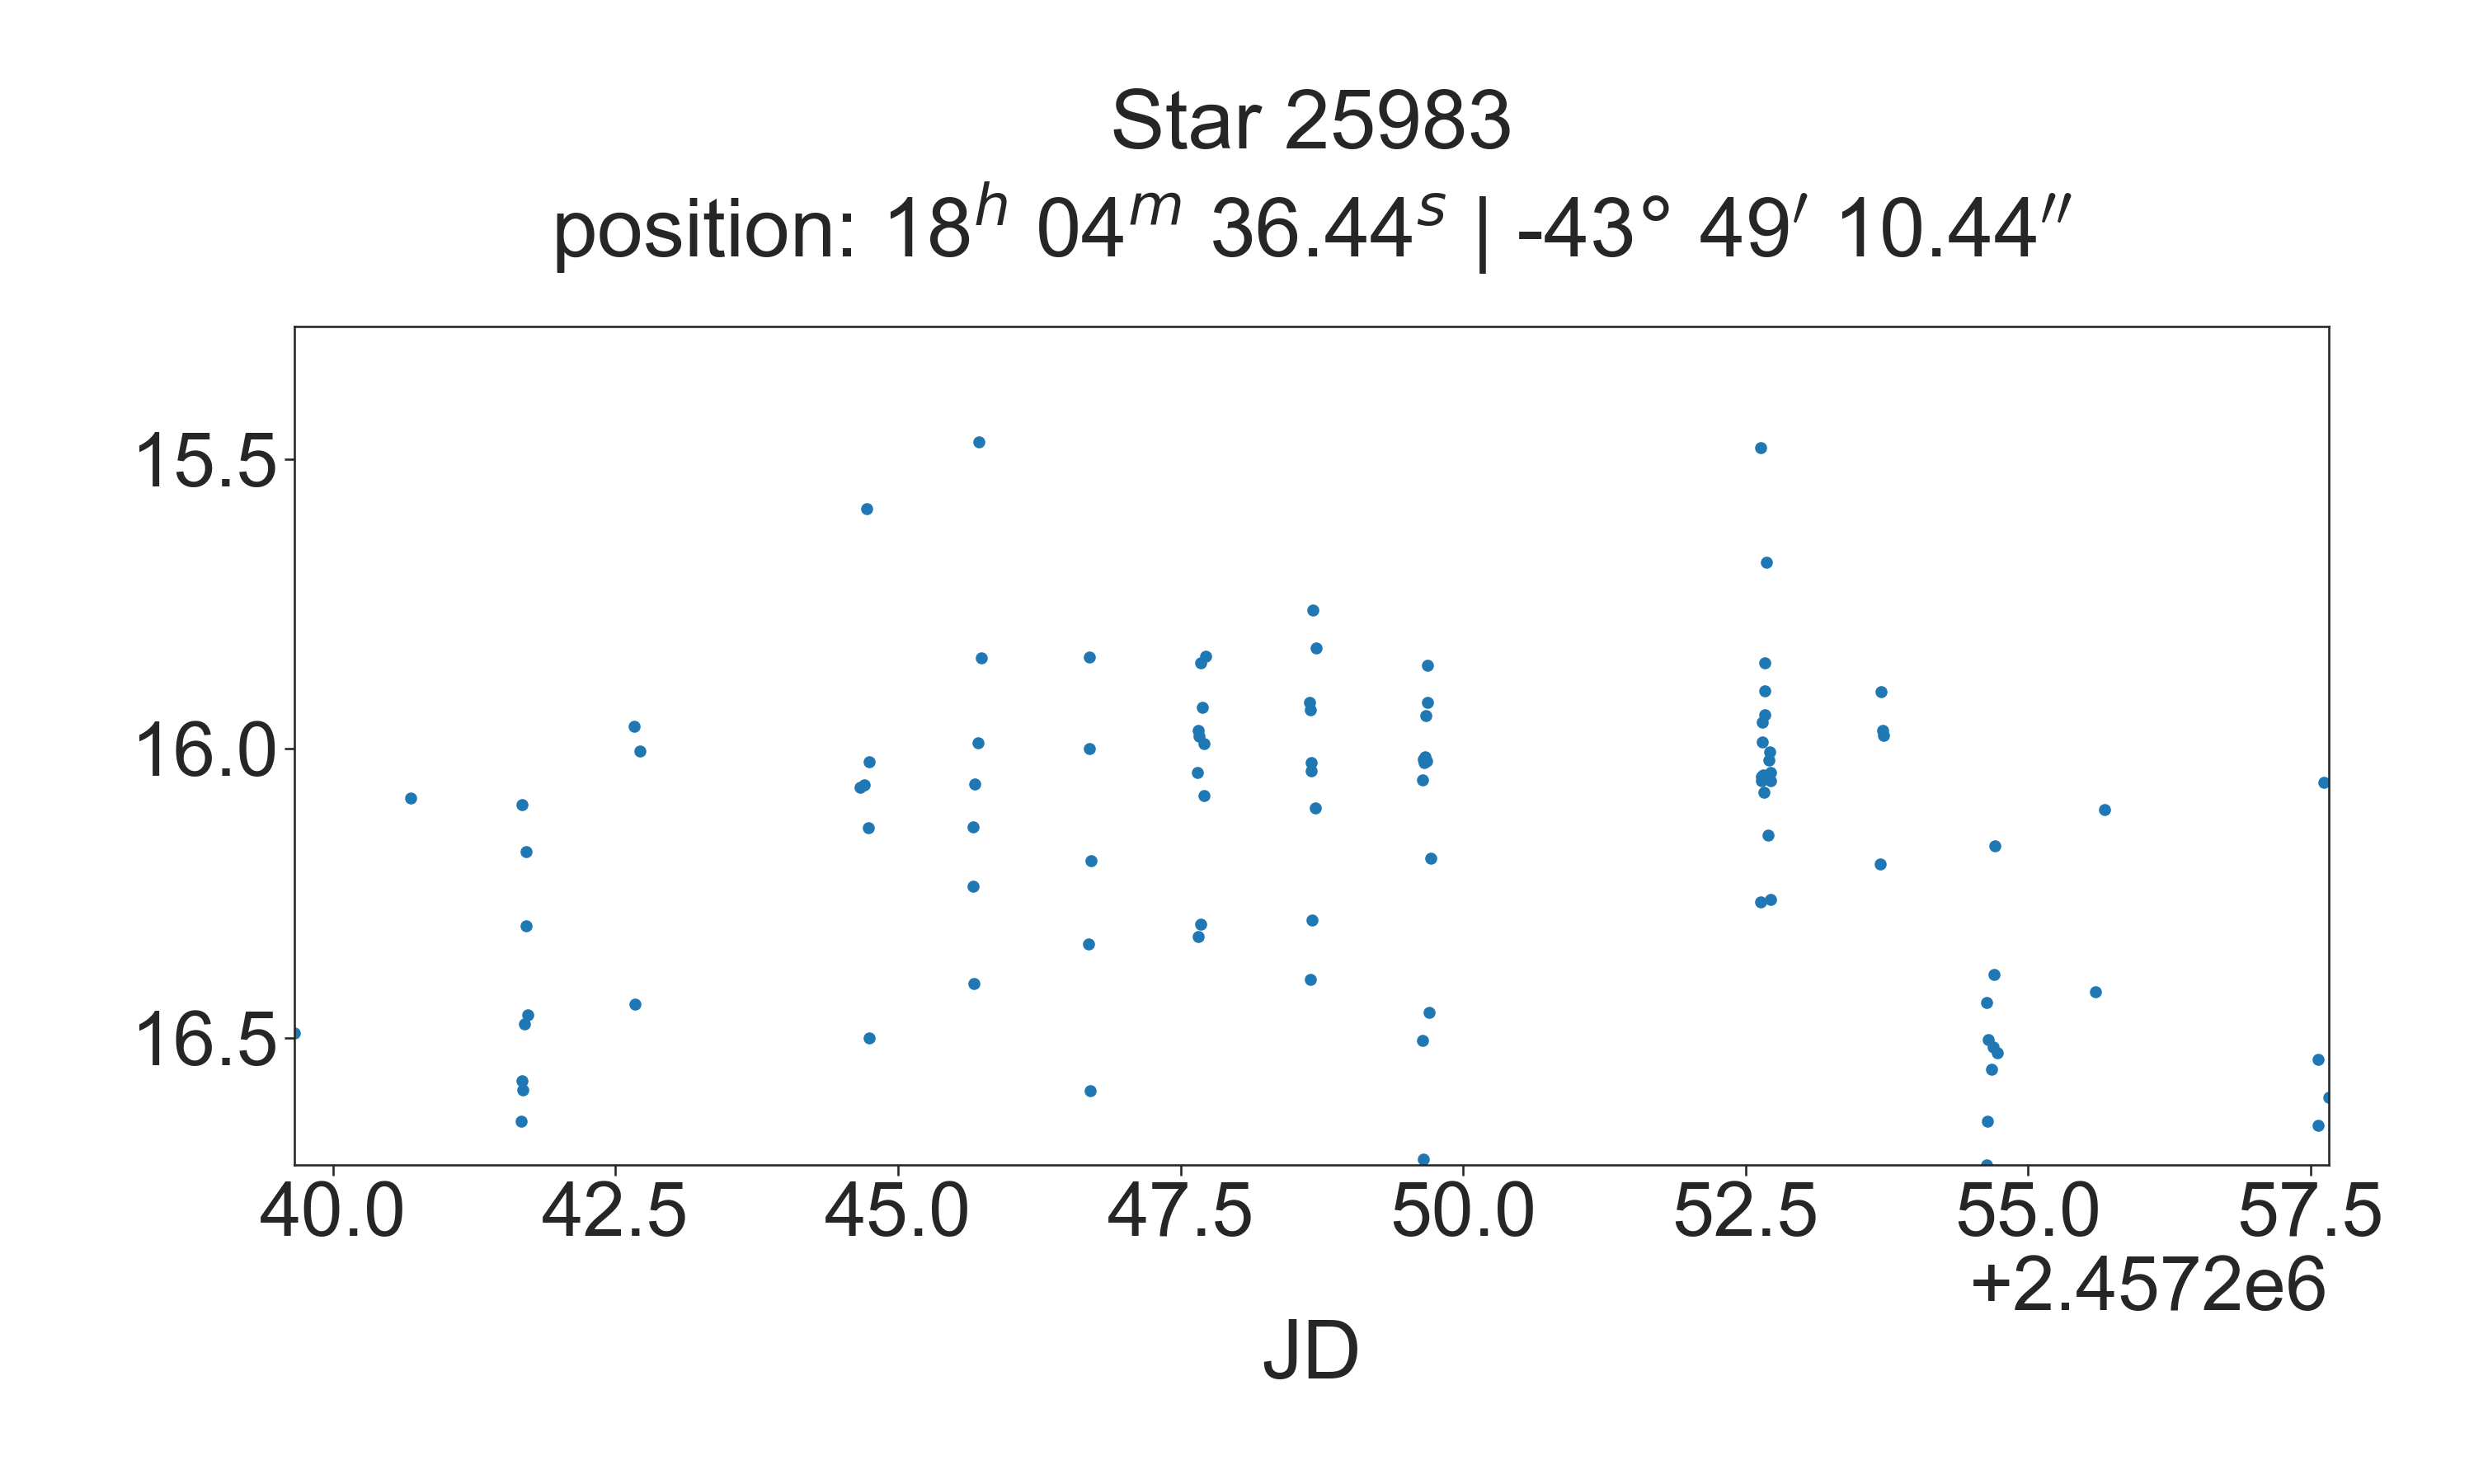 Star 25983
position: 18ʰ 04ᵐ 36.44ˢ | -43° 49′ 10.44′′
15.5
16.0
16.5
40.0 42.5 45.0 47.5 50.0 52.5 55.0 57.5
+2.4572e6
JD